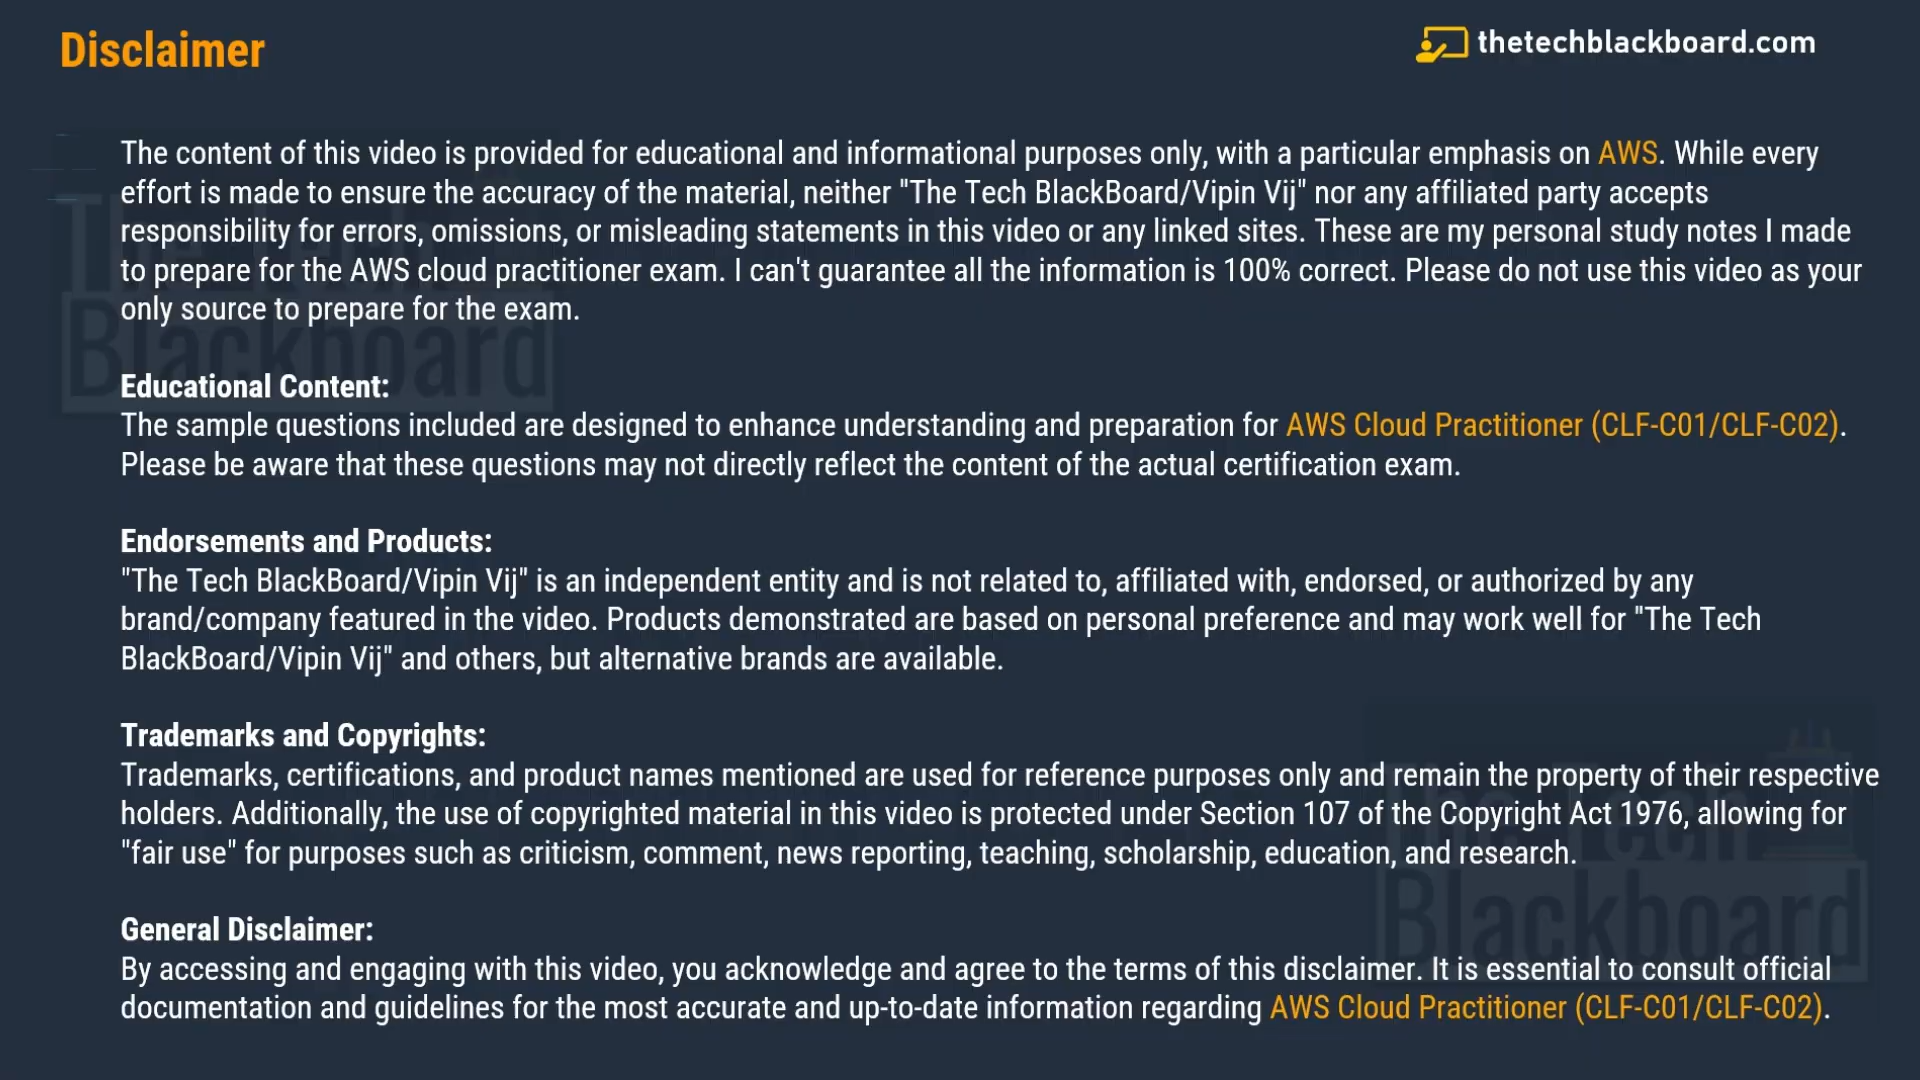 Disclaimer
thetechblackboard.com
The content of this video is provided for educational and informational purposes only, with a particular emphasis on AWS. While every
effort is made to ensure the accuracy of the material, neither "The Tech BlackBoard/Vipin Vij" nor any affiliated party accepts
responsibility for errors, omissions, or misleading statements in this video or any linked sites. These are my personal study notes I made
to prepare for the AWS cloud practitioner exam. I can't guarantee all the information is 100% correct. Please do not use this video as your
only source to prepare for the exam.
Educational Content:
The sample questions included are designed to enhance understanding and preparation for AWS Cloud Practitioner (CLF-C01/CLF-C02).
Please be aware that these questions may not directly reflect the content of the actual certification exam.
Endorsements and Products:
"The Tech BlackBoard/Vipin Vij" is an independent entity and is not related to, affiliated with, endorsed, or authorized by any
brand/company featured in the video. Products demonstrated are based on personal preference and may work well for "The Tech
BlackBoard/Vipin Vij" and others, but alternative brands are available.
Trademarks and Copyrights:
Trademarks, certifications, and product names mentioned are used for reference purposes only and remain the property of their respective
holders. Additionally, the use of copyrighted material in this video is protected under Section 107 of the Copyright Act 1976, allowing for
"fair use" for purposes such as criticism, comment, news reporting, teaching, scholarship, education, and research.
General Disclaimer:
By accessing and engaging with this video, you acknowledge and agree to the terms of this disclaimer. It is essential to consult official
documentation and guidelines for the most accurate and up-to-date information regarding AWS Cloud Practitioner (CLF-C01/CLF-C02).
The Tech
Blackboard
The Tech
Blackboard